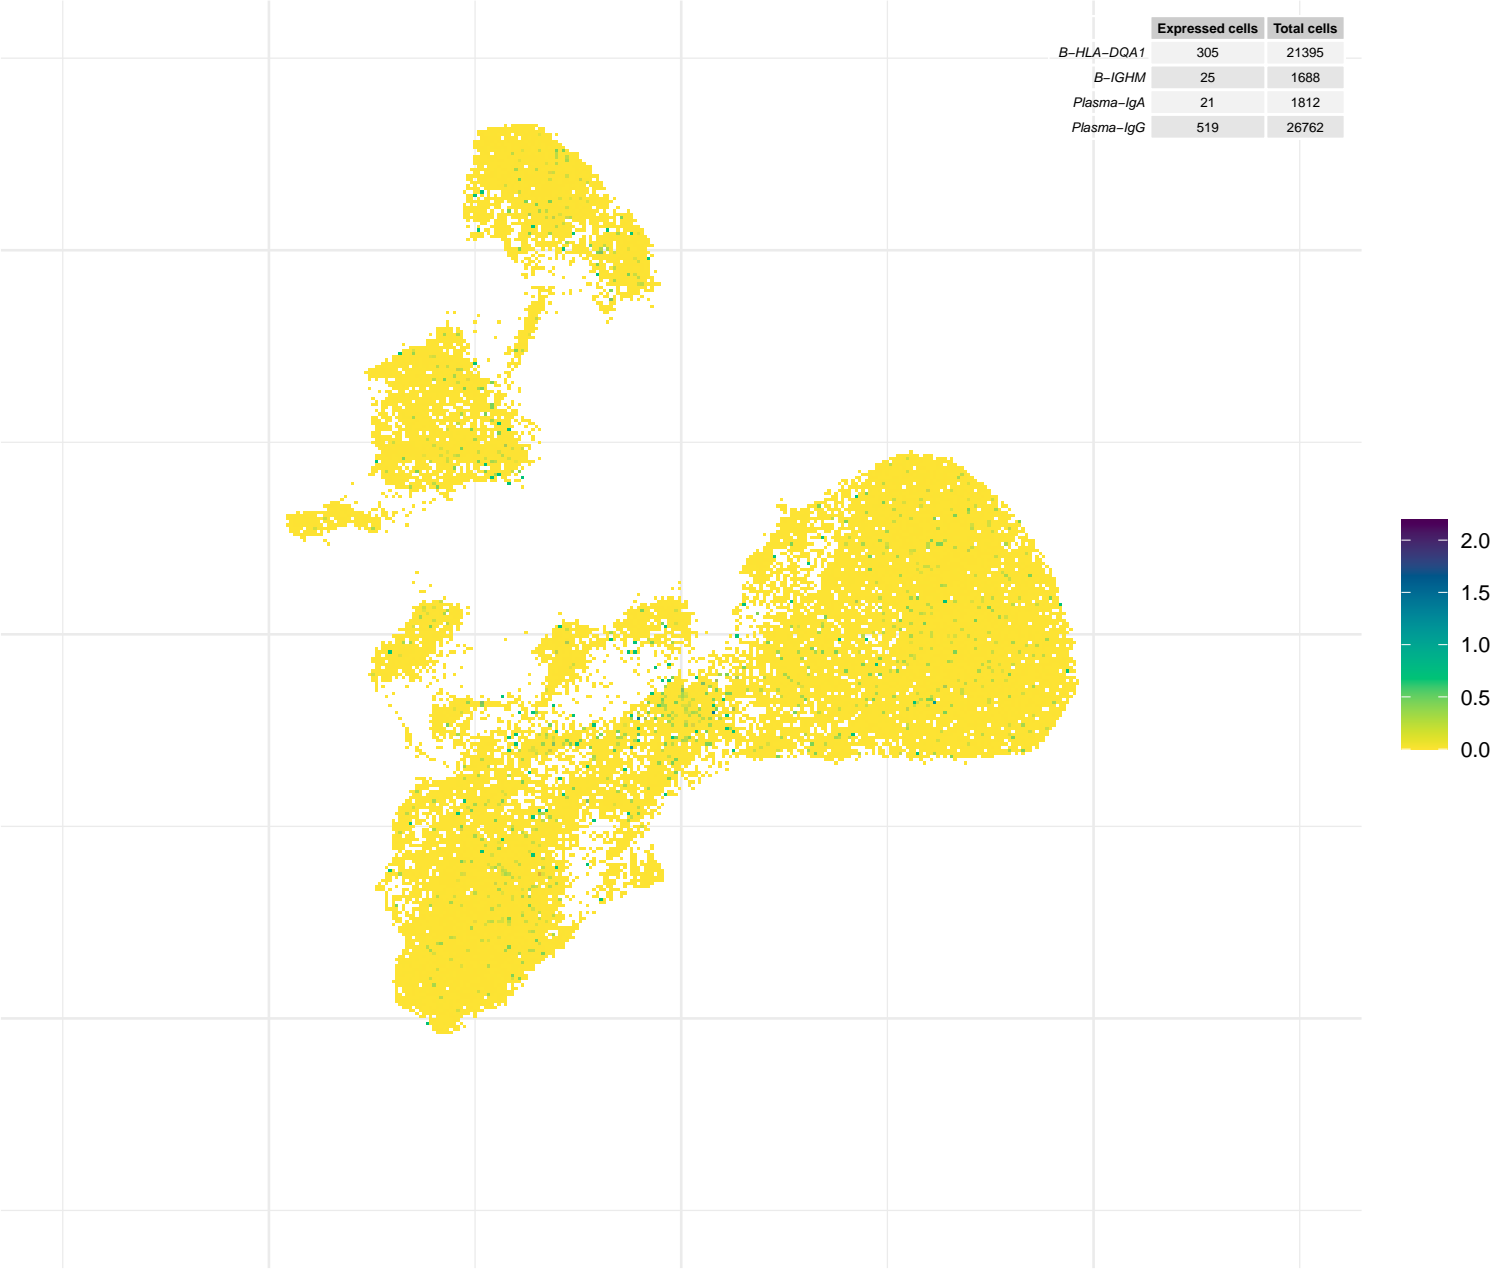 Expressed cells Total cells
B−HLA−DQA1 305 21395
B−IGHM 25 1688
Plasma−IgA 21 1812
Plasma−IgG 519 26762
2.0
1.5
1.0
0.5
0.0